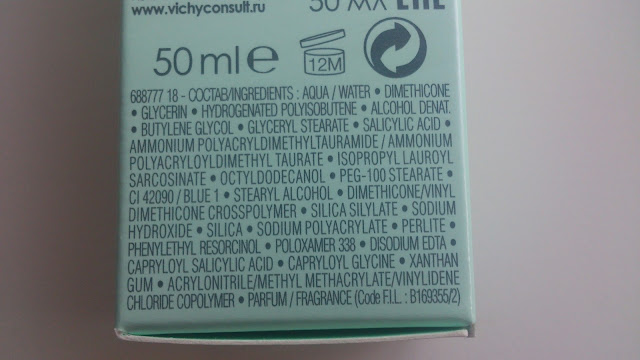 www.vichyconsult.ru
50 мл EAC
50 ml e
12M
688777 18 - СОСТАВ/INGREDIENTS : AQUA / WATER • DIMETHICONE
• GLYCERIN • HYDROGENATED POLYISOBUTENE • ALCOHOL DENAT.
• BUTYLENE GLYCOL • GLYCERYL STEARATE • SALICYLIC ACID •
AMMONIUM POLYACRYLDIMETHYLTAURAMIDE / AMMONIUM
POLYACRYLOYLDIMETHYL TAURATE • ISOPROPYL LAUROYL
SARCOSINATE • OCTYLDODECANOL • PEG-100 STEARATE •
CI 42090 / BLUE 1 • STEARYL ALCOHOL • DIMETHICONE/VINYL
DIMETHICONE CROSSPOLYMER • SILICA SILYLATE • SODIUM
HYDROXIDE • SILICA • SODIUM POLYACRYLATE • PERLITE •
PHENYLETHYL RESORCINOL • POLOXAMER 338 • DISODIUM EDTA •
CAPRYLOYL SALICYLIC ACID • CAPRYLOYL GLYCINE • XANTHAN
GUM • ACRYLONITRILE/METHYL METHACRYLATE/VINYLIDENE
CHLORIDE COPOLYMER • PARFUM / FRAGRANCE (Code F.I.L. : B169355/2)